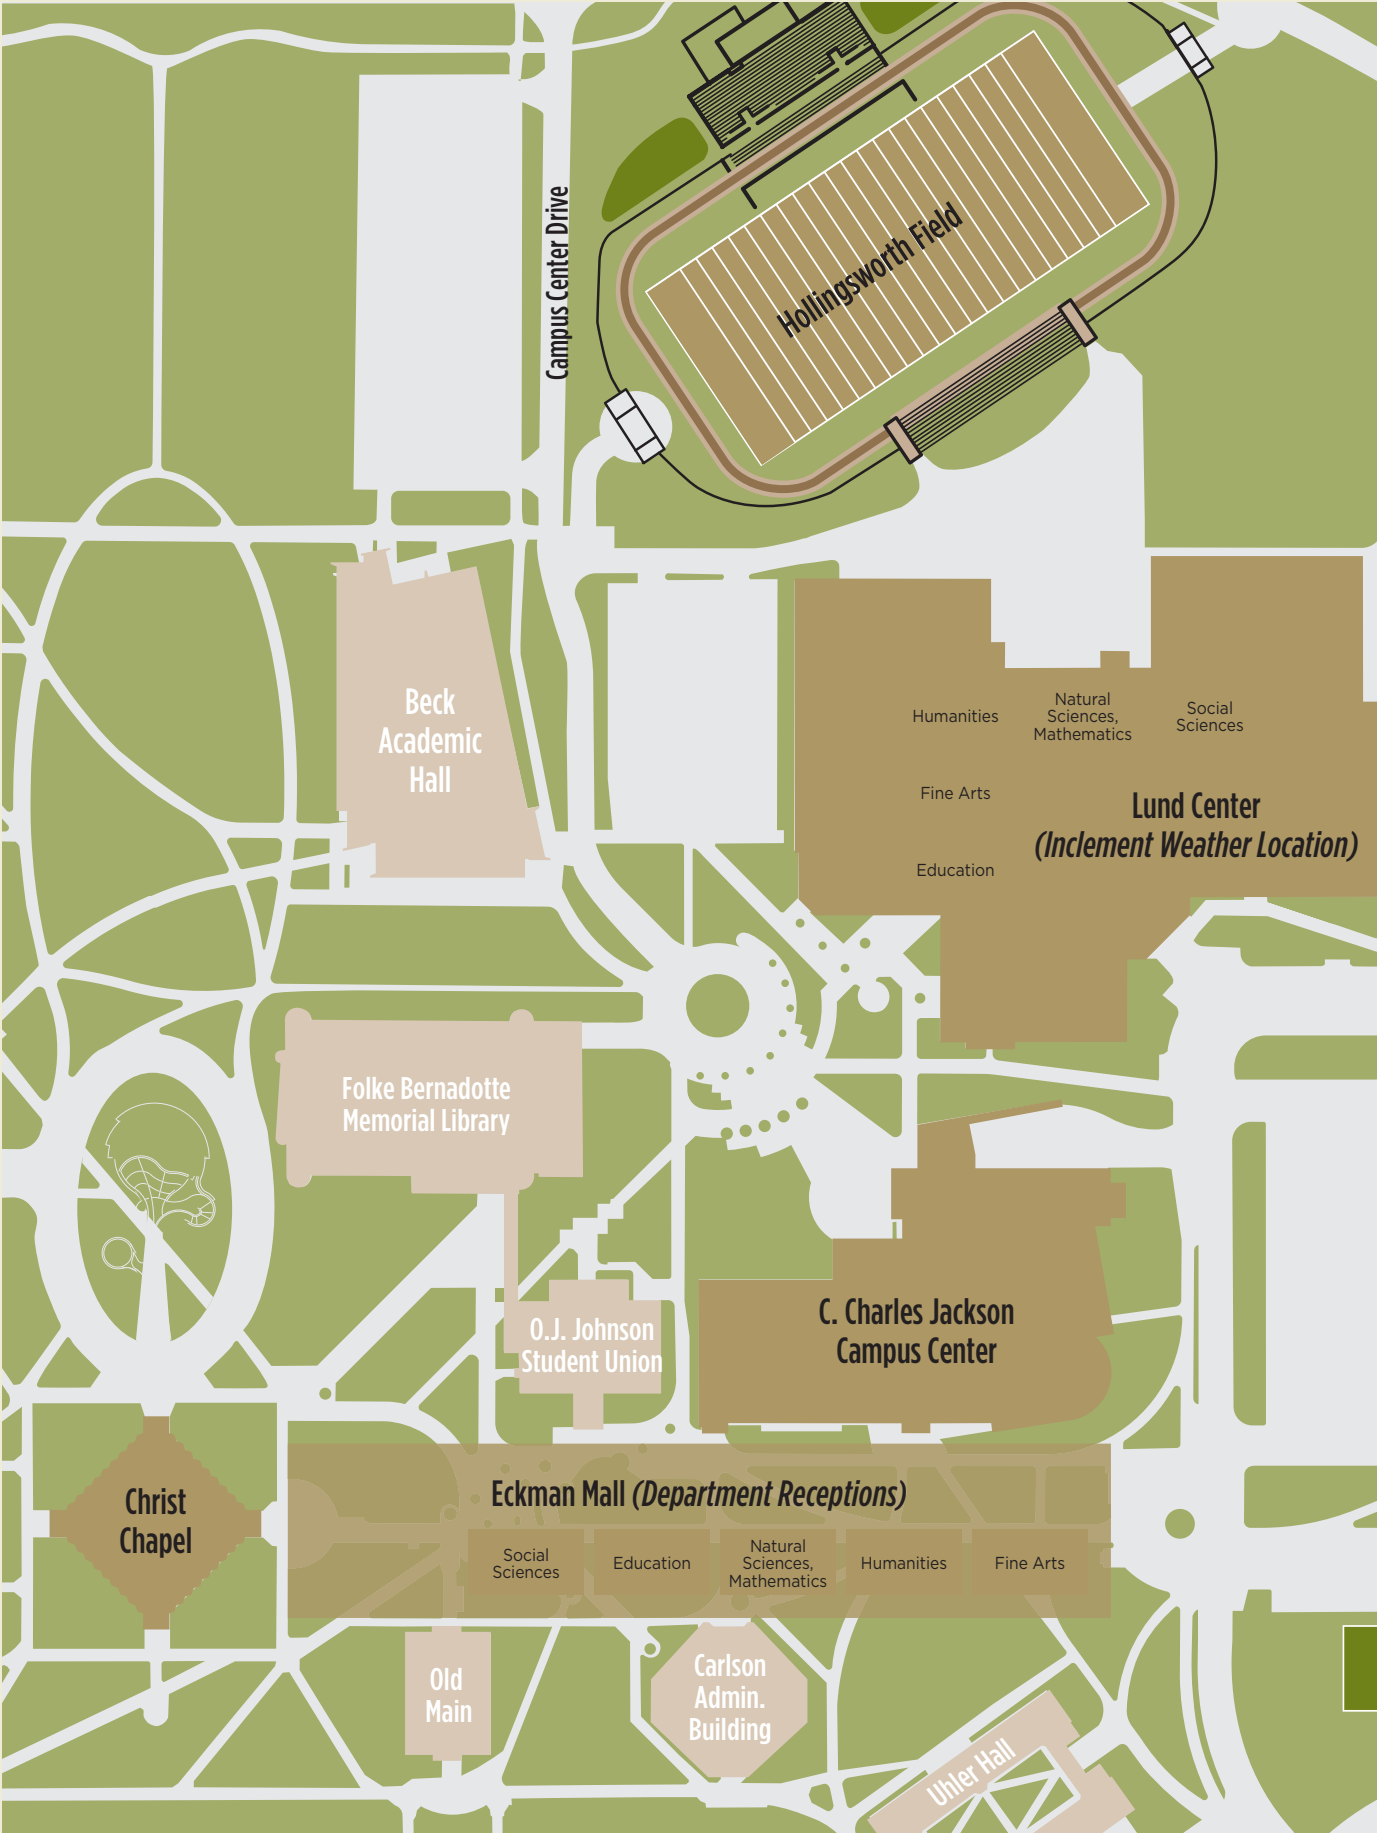 Campus Center Drive
Hollingsworth Field
Beck
Academic
Hall
Humanities
Natural
Sciences,
Mathematics
Social
Sciences
Fine Arts
Education
Lund Center
(Inclement Weather Location)
Folke Bernadotte
Memorial Library
O.J. Johnson
Student Union
C. Charles Jackson
Campus Center
Christ
Chapel
Eckman Mall (Department Receptions)
Social
Sciences
Education
Natural
Sciences,
Mathematics
Humanities
Fine Arts
Old
Main
Carlson
Admin.
Building
Uhler Hall